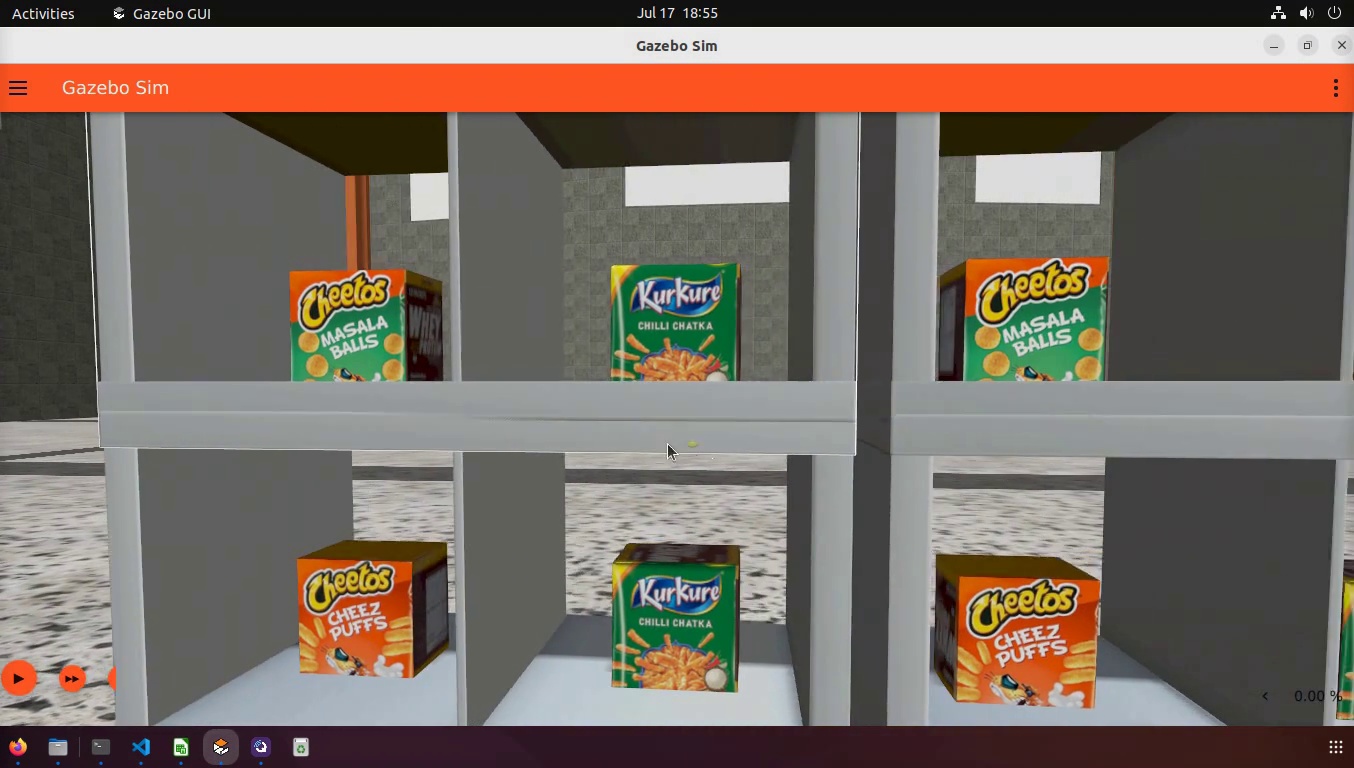 Activities
Gazebo GUI
Jul 17 18:55
Gazebo Sim
Gazebo Sim
Cheetos
MASALA
BALLS
WHEY
KurKure
CHILLI CHATKA
Cheetos
MASALA
BALLS
Cheetos
CHEEZ
PUFFS
KurKure
CHILLI CHATKA
Cheetos
CHEEZ
PUFFS
0.00 %